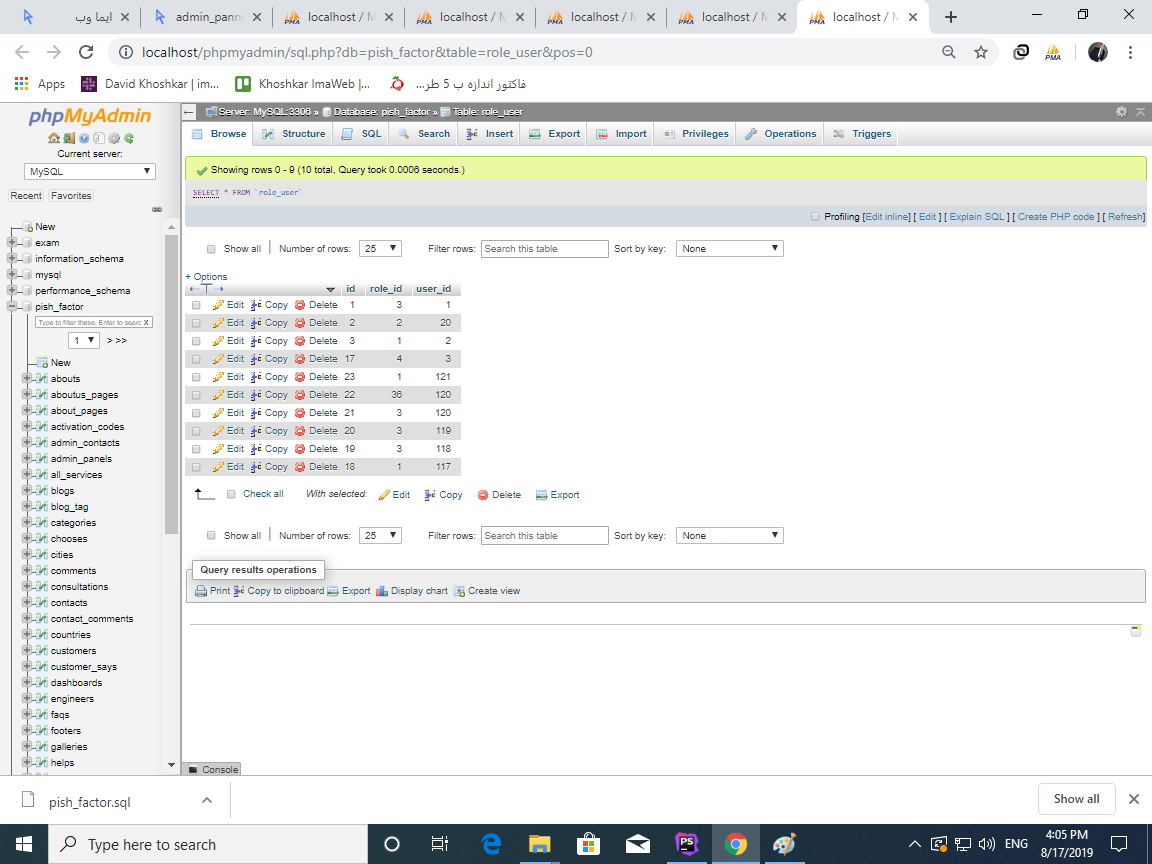 ایما وب
admin_pann
localhost / M
localhost / M
localhost / M
localhost / M
localhost / M
localhost/phpmyadmin/sql.php?db=pish_factor&table=role_user&pos=0
PMA
Apps
David Khoshkar | im...
Khoshkar ImaWeb |...
فاکتور اندازه ب 5 طر...
phpMyAdmin
Current server:
MySQL
Recent Favorites
New
exam
information_schema
mysql
performance_schema
pish_factor
Type to filter these, Enter to searc X
1 > >>
New
abouts
aboutus_pages
about_pages
activation_codes
admin_contacts
admin_panels
all_services
blogs
blog_tag
categories
chooses
cities
comments
consultations
contacts
contact_comments
countries
customers
customer_says
dashboards
engineers
faqs
footers
galleries
helps
Server: MySQL:3306 » Database: pish_factor » Table: role_user
Browse Structure SQL Search Insert Export Import Privileges Operations Triggers
Showing rows 0 - 9 (10 total, Query took 0.0006 seconds.)
SELECT * FROM `role_user`
Profiling [Edit inline] [ Edit ] [ Explain SQL ] [ Create PHP code ] [ Refresh]
Show all | Number of rows: 25 Filter rows: Search this table Sort by key: None
+ Options
id role_id user_id
Edit Copy Delete 1 3 1
Edit Copy Delete 2 2 20
Edit Copy Delete 3 1 2
Edit Copy Delete 17 4 3
Edit Copy Delete 23 1 121
Edit Copy Delete 22 36 120
Edit Copy Delete 21 3 120
Edit Copy Delete 20 3 119
Edit Copy Delete 19 3 118
Edit Copy Delete 18 1 117
Check all With selected: Edit Copy Delete Export
Show all | Number of rows: 25 Filter rows: Search this table Sort by key: None
Query results operations
Print Copy to clipboard Export Display chart Create view
Console
pish_factor.sql
Show all
Type here to search
PS
ENG
4:05 PM
8/17/2019